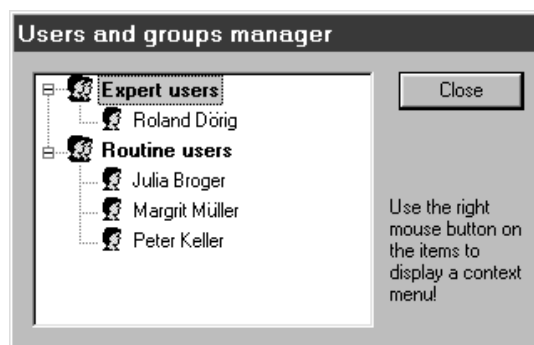 Users and groups manager
Expert users
Close
Roland Dörig
Routine users
Julia Broger
Margrit Müller
Peter Keller
Use the right
mouse button on
the items to
display a context
menu!